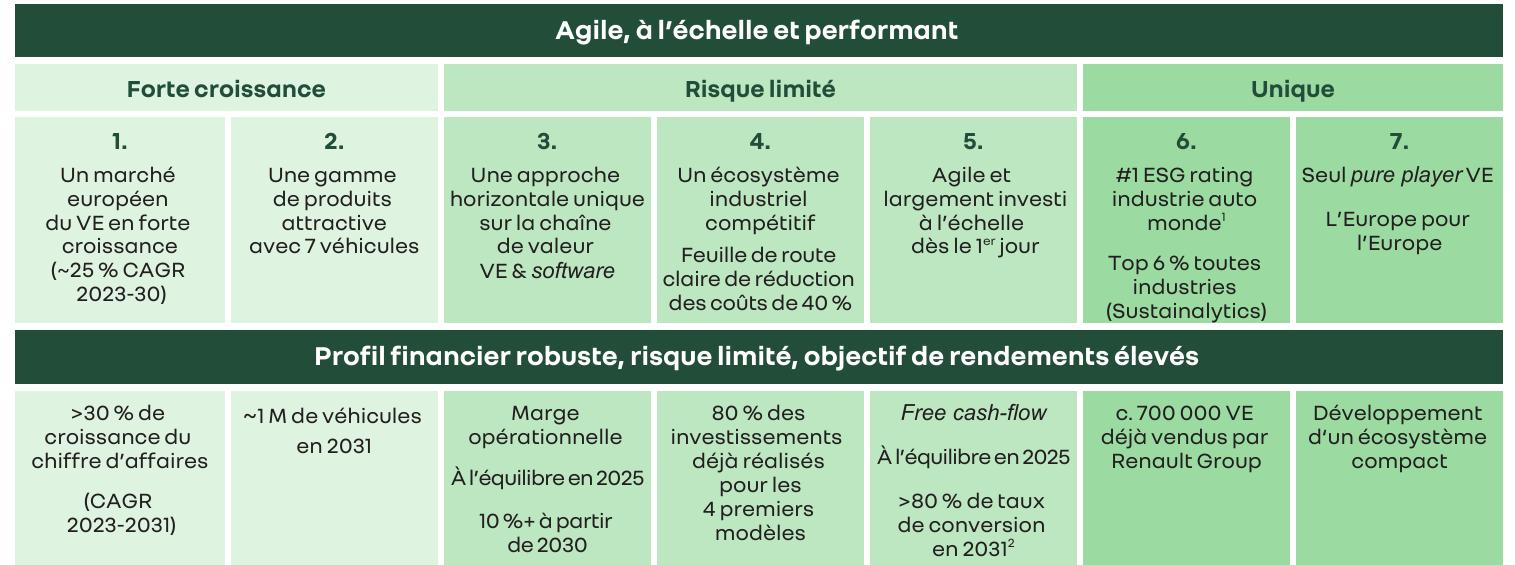 Agile, à l’échelle et performant
Forte croissance
Risque limité
Unique
1.
Un marché
européen
du VE en forte
croissance
(~25 % CAGR
2023-30)
2.
Une gamme
de produits
attractive
avec 7 véhicules
3.
Une approche
horizontale unique
sur la chaîne
de valeur
VE & software
4.
Un écosystème
industriel
compétitif
Feuille de route
claire de réduction
des coûts de 40 %
5.
Agile et
largement investi
à l’échelle
dès le 1er jour
6.
#1 ESG rating
industrie auto
monde1
Top 6 % toutes
industries
(Sustainalytics)
7.
Seul pure player VE
L’Europe pour
l’Europe
Profil financier robuste, risque limité, objectif de rendements élevés
>30 % de
croissance du
chiffre d’affaires
(CAGR
2023-2031)
~1 M de véhicules
en 2031
Marge
opérationnelle
À l’équilibre en 2025
10 %+ à partir
de 2030
80 % des
investissements
déjà réalisés
pour les
4 premiers
modèles
Free cash-flow
À l’équilibre en 2025
>80 % de taux
de conversion
en 2031²
c. 700 000 VE
déjà vendus par
Renault Group
Développement
d’un écosystème
compact